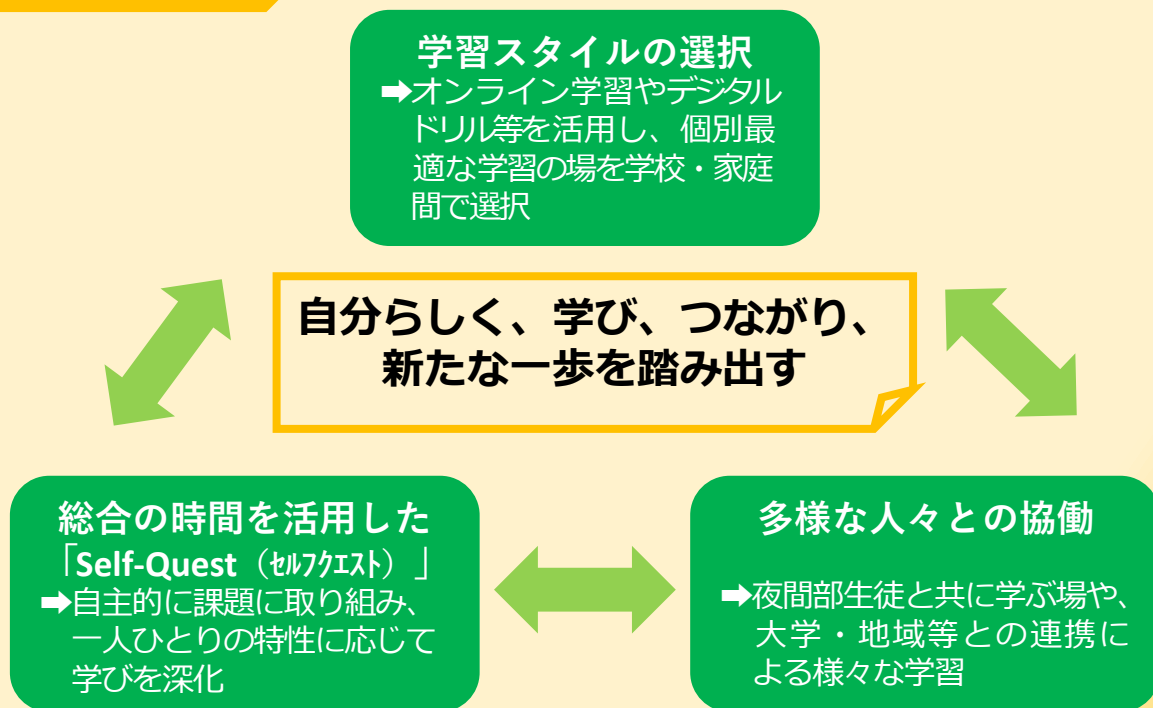 学習スタイルの選択
➡オンライン学習やデジタル
ドリル等を活用し、個別最
適な学習の場を学校・家庭
間で選択
自分らしく、学び、つながり、
新たな一歩を踏み出す
総合の時間を活用した
「Self-Quest（ｾﾙﾌｸｴｽﾄ）」
➡自主的に課題に取り組み、
一人ひとりの特性に応じて
学びを深化
多様な人々との協働
➡夜間部生徒と共に学ぶ場や、
大学・地域等との連携に
よる様々な学習